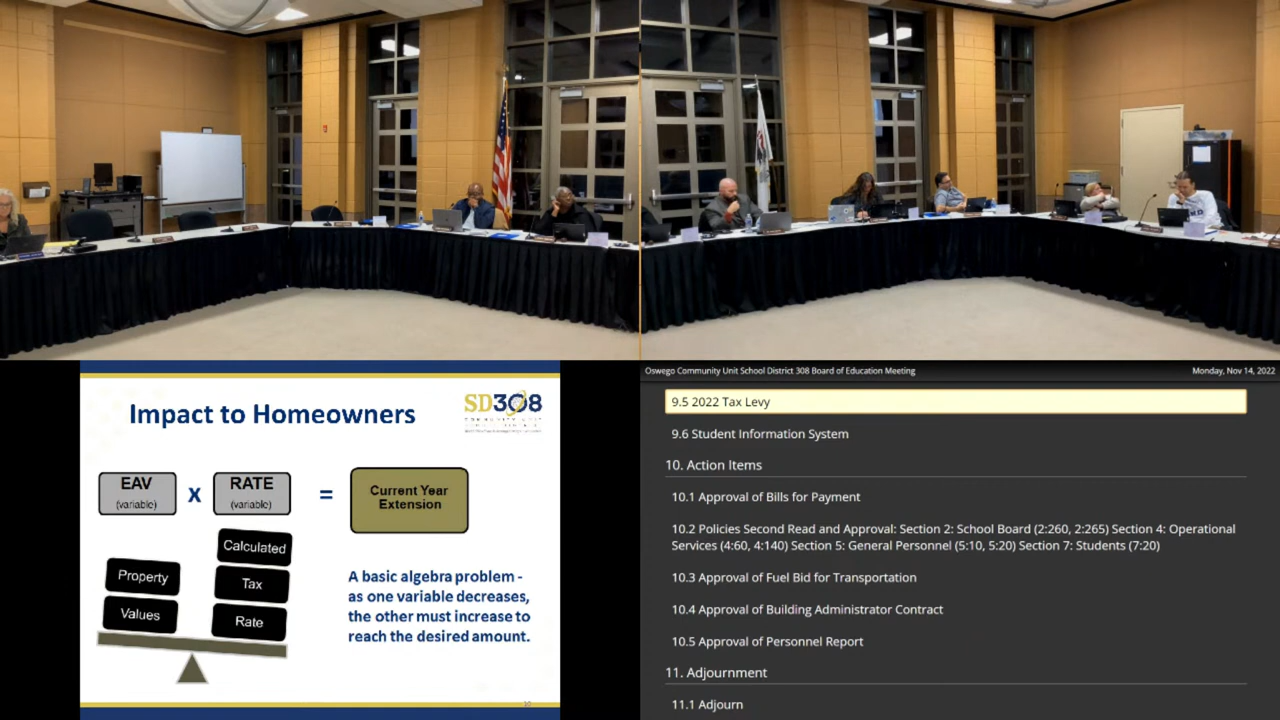 Impact to Homeowners
SD308
EAV
(variable)
X
RATE
(variable)
=
Current Year
Extension
Calculated
Property
Tax
Values
Rate
A basic algebra problem -
as one variable decreases,
the other must increase to
reach the desired amount.
Oswego Community Unit School District 308 Board of Education Meeting
Monday, Nov 14, 2022
9.5 2022 Tax Levy
9.6 Student Information System
10. Action Items
10.1 Approval of Bills for Payment
10.2 Policies Second Read and Approval: Section 2: School Board (2:260, 2:265) Section 4: Operational
Services (4:60, 4:140) Section 5: General Personnel (5:10, 5:20) Section 7: Students (7:20)
10.3 Approval of Fuel Bid for Transportation
10.4 Approval of Building Administrator Contract
10.5 Approval of Personnel Report
11. Adjournment
11.1 Adjourn